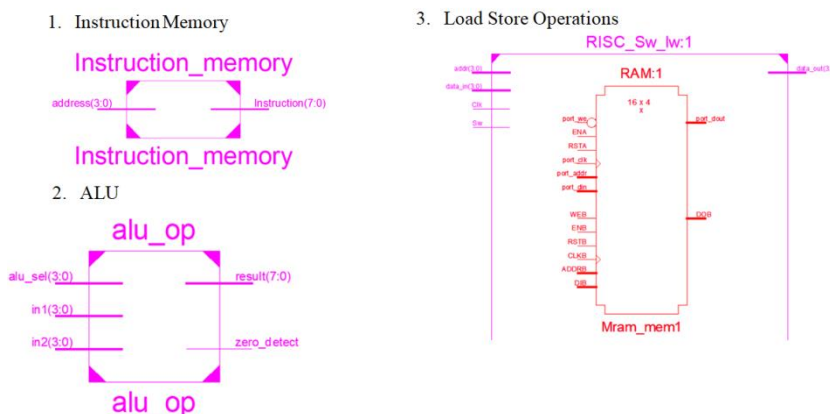 1. Instruction Memory
Instruction_memory
address(3:0)
Instruction(7:0)
Instruction_memory
2. ALU
alu_op
alu_sel(3:0)
result(7:0)
in1(3:0)
in2(3:0)
zero_detect
alu_op
3. Load Store Operations
RISC_Sw_lw:1
addr(3:0)
data_out(3
data_in(3:0)
Clk
Sw
RAM:1
16 x 4
x
port_we
port_dout
ENA
RSTA
port_clk
port_addr
port_din
WEB
DOB
ENB
RSTB
CLKB
ADDRB
DIB
Mram_mem1